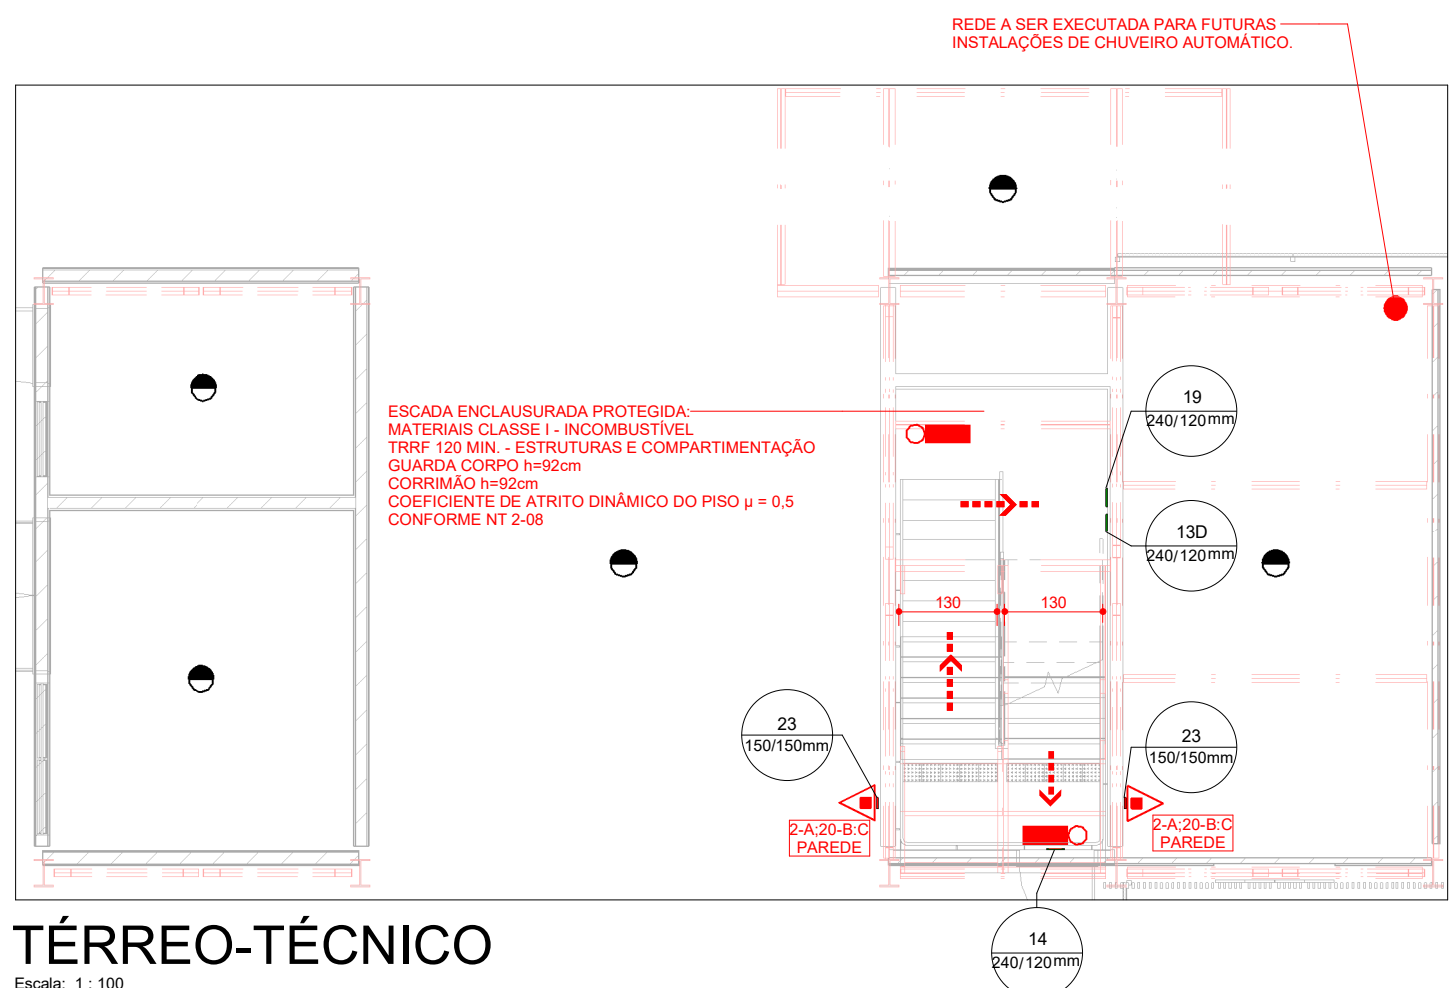 REDE A SER EXECUTADA PARA FUTURAS
INSTALAÇÕES DE CHUVEIRO AUTOMÁTICO.
ESCADA ENCLAUSURADA PROTEGIDA:
MATERIAIS CLASSE I - INCOMBUSTÍVEL
TRRF 120 MIN. - ESTRUTURAS E COMPARTIMENTAÇÃO
GUARDA CORPO h=92cm
CORRIMÃO h=92cm
COEFICIENTE DE ATRITO DINÂMICO DO PISO µ = 0,5
CONFORME NT 2-08
19
240/120mm
13D
240/120mm
130
130
23
150/150mm
23
150/150mm
2-A;20-B:C
PAREDE
2-A;20-B:C
PAREDE
14
240/120mm
TÉRREO-TÉCNICO
Escala: 1 : 100